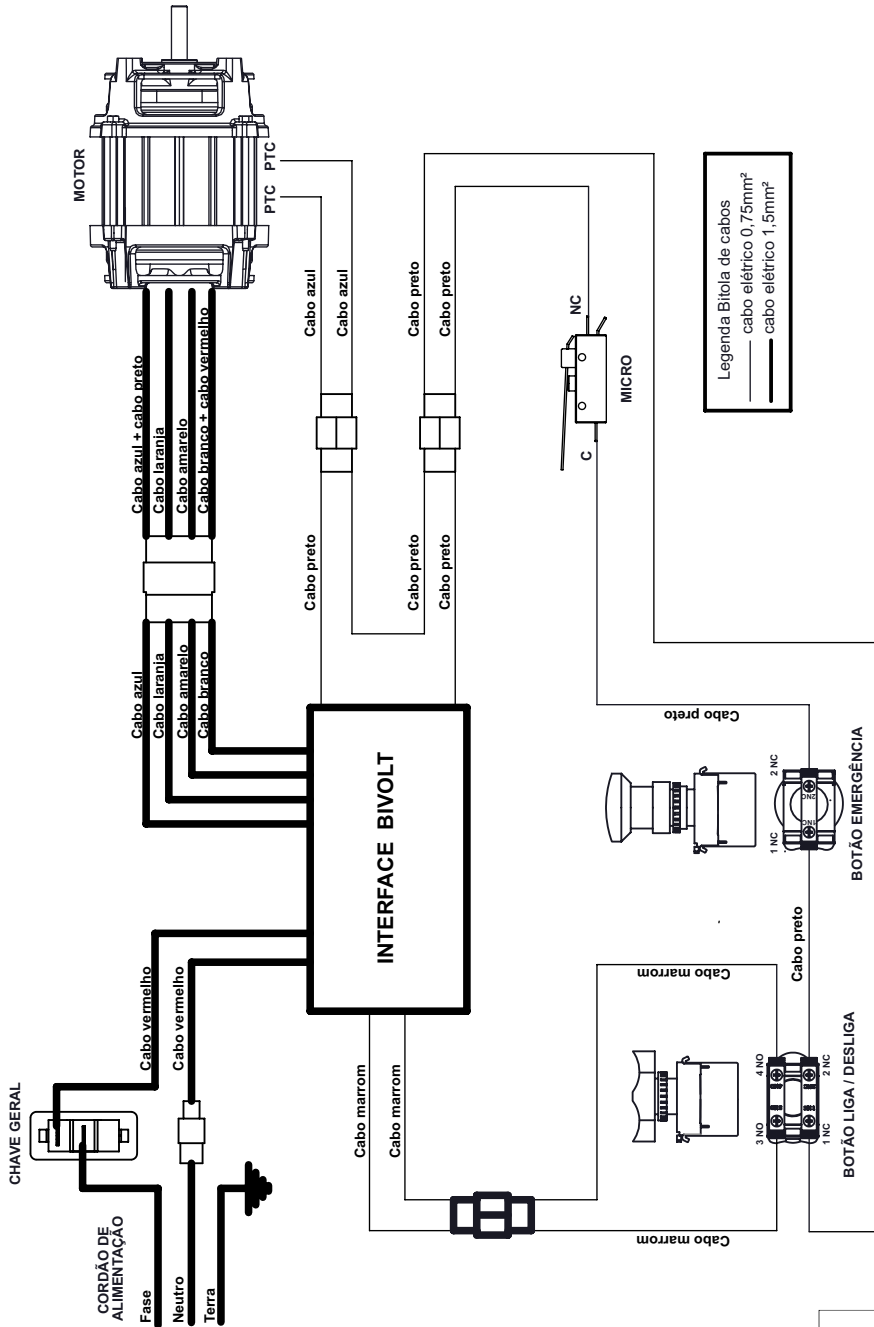 CORDÃO DE
ALIMENTAÇÃO
Fase
Neutro
Terra
CHAVE GERAL
Cabo vermelho
Cabo vermelho
INTERFACE BIVOLT
Cabo azul
Cabo laranja
Cabo amarelo
Cabo branco
Cabo azul + cabo preto
Cabo laranja
Cabo amarelo
Cabo branco + cabo vermelho
MOTOR
PTC
PTC
Cabo preto
Cabo azul
Cabo azul
Cabo preto
Cabo preto
Cabo preto
Cabo preto
Cabo marrom
Cabo marrom
Cabo marrom
Cabo marrom
3 NO
4 NO
1 NC
2 NC
BOTÃO LIGA / DESLIGA
Cabo preto
1 NC
2 NC
1NC
2NC
BOTÃO EMERGÊNCIA
Cabo preto
C
NC
MICRO
Legenda Bitola de cabos
cabo elétrico 0,75mm²
cabo elétrico 1,5mm²